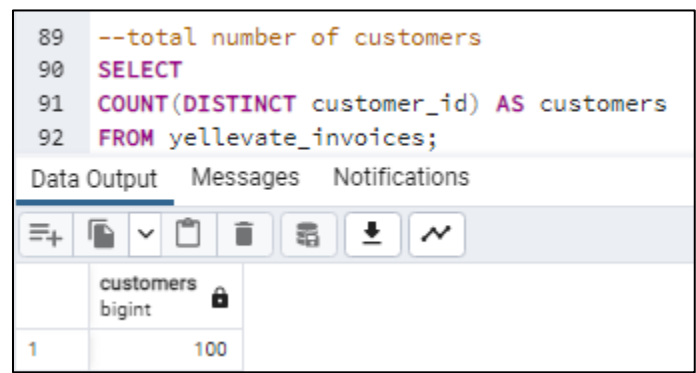 89 --total number of customers
90 SELECT
91 COUNT(DISTINCT customer_id) AS customers
92 FROM yellevate_invoices;
Data Output Messages Notifications
customers
bigint
1 100